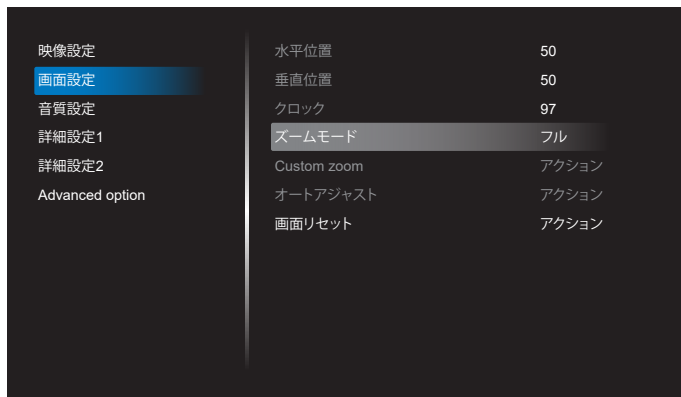 映像設定
画面設定
音質設定
詳細設定1
詳細設定2
Advanced option
水平位置 50
垂直位置 50
クロック 97
ズームモード フル
Custom zoom アクション
オートアジャスト アクション
画面リセット アクション